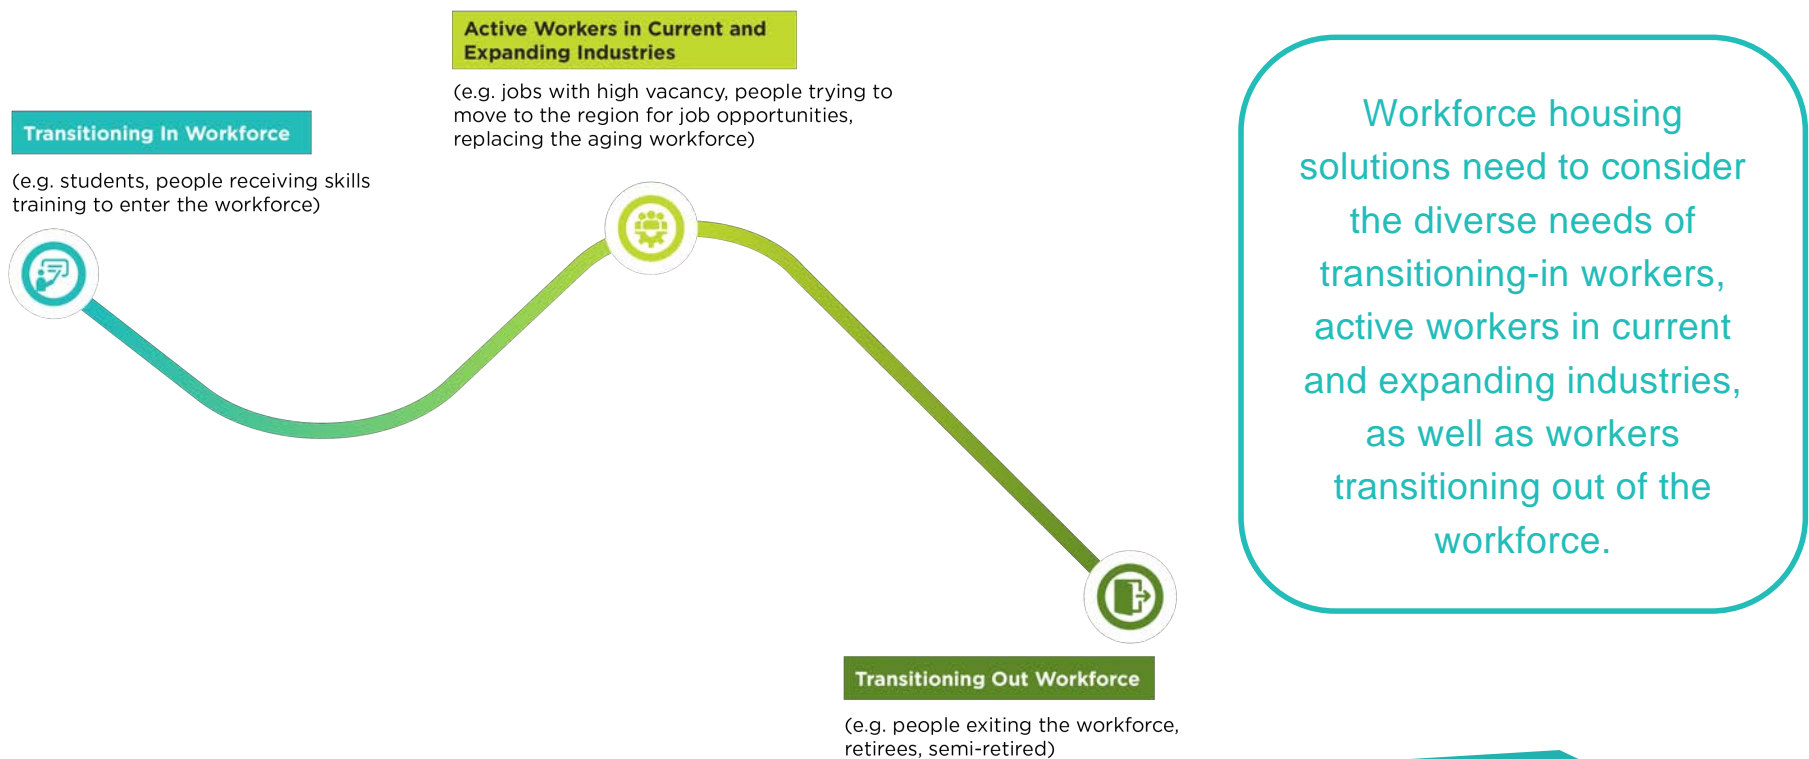 Active Workers in Current and
Expanding Industries
(e.g. jobs with high vacancy, people trying to
move to the region for job opportunities,
replacing the aging workforce)
Transitioning In Workforce
(e.g. students, people receiving skills
training to enter the workforce)
Transitioning Out Workforce
(e.g. people exiting the workforce,
retirees, semi-retired)
Workforce housing
solutions need to consider
the diverse needs of
transitioning-in workers,
active workers in current
and expanding industries,
as well as workers
transitioning out of the
workforce.